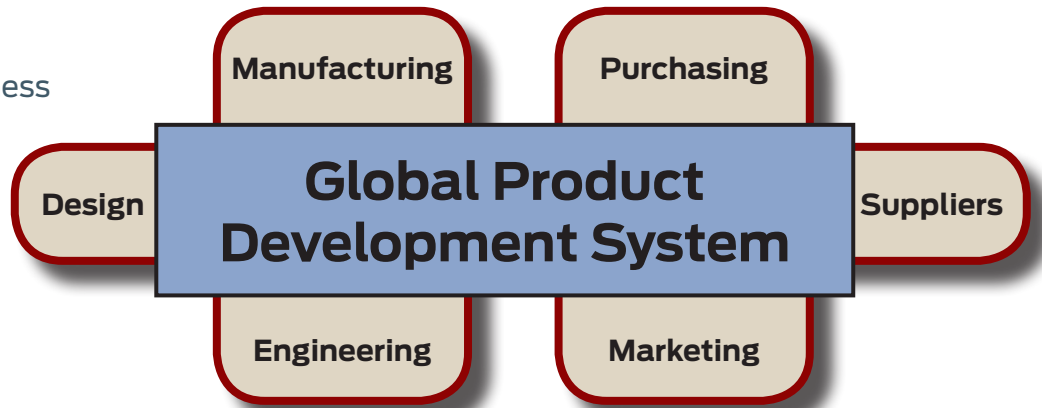 Manufacturing
Purchasing
ess
Global Product
Design
Suppliers
Development System
Engineering
Marketing